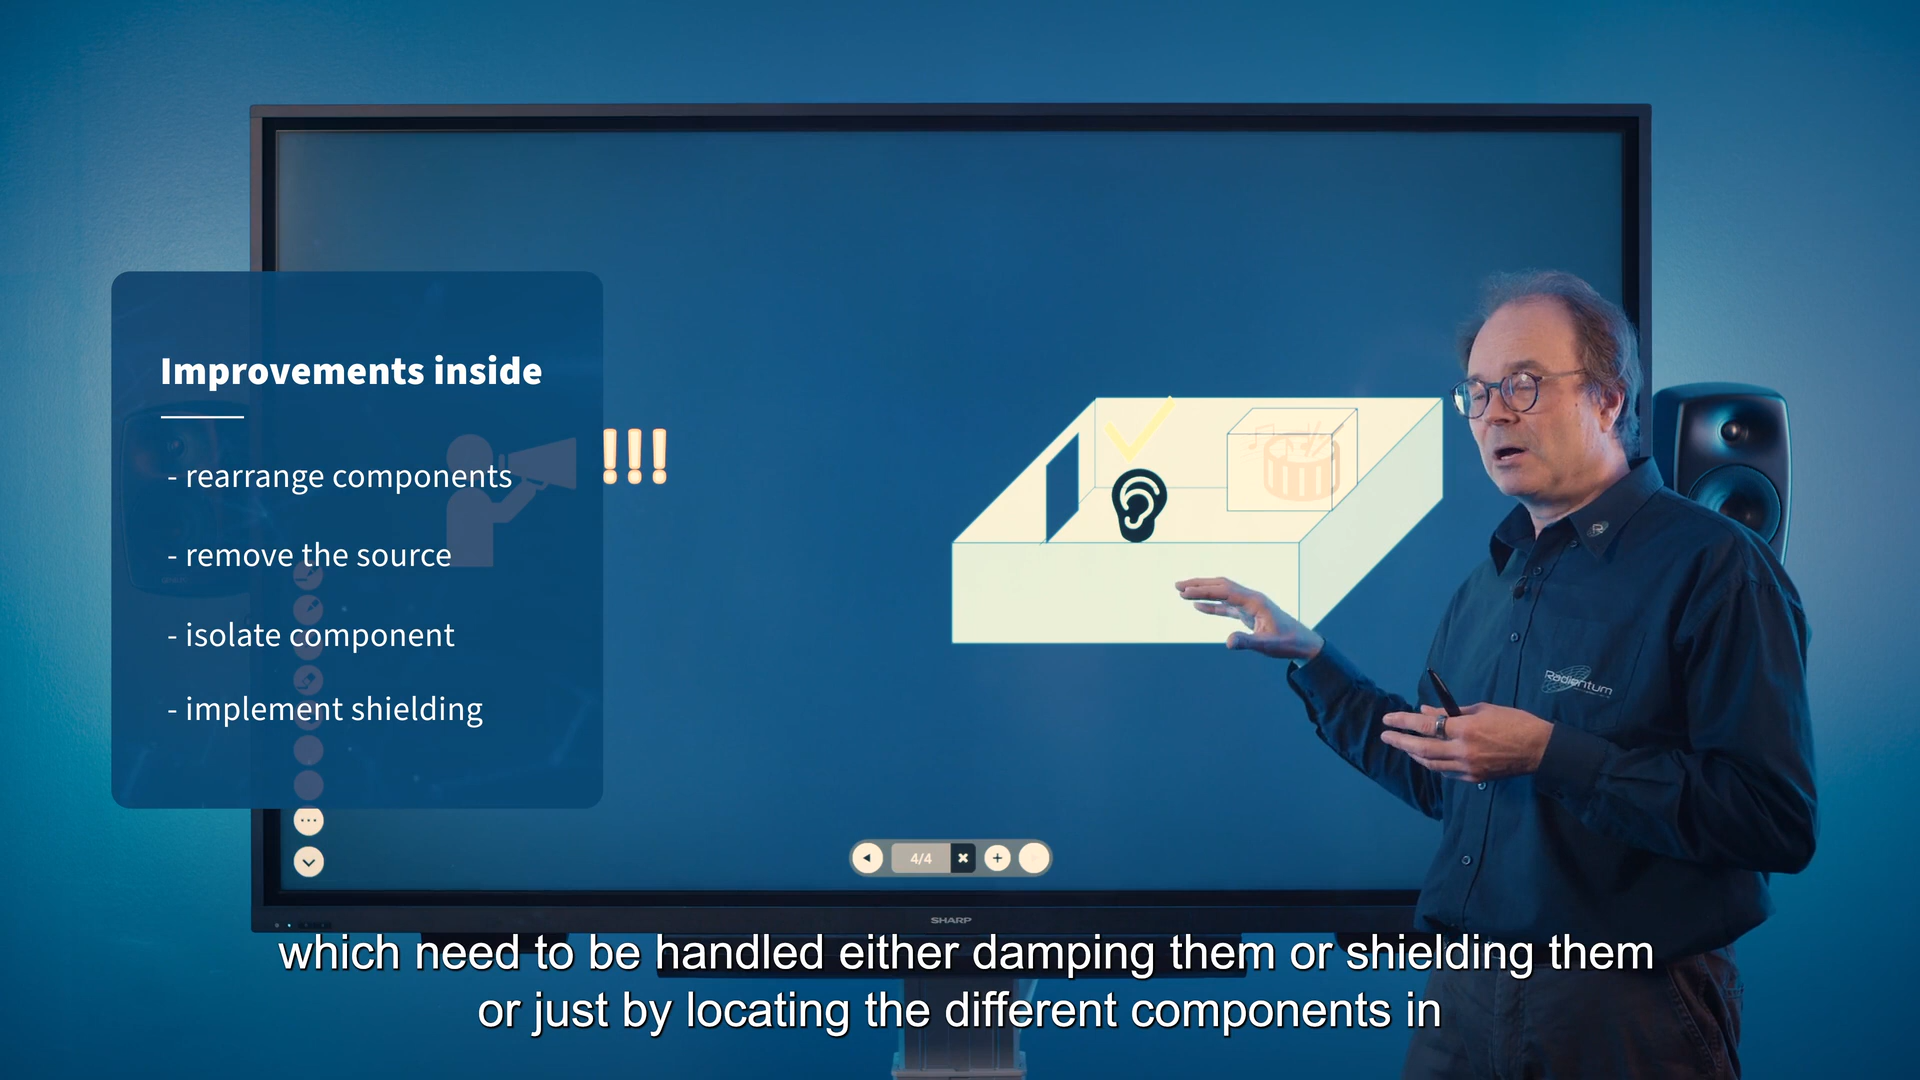 Improvements inside
- rearrange components
- remove the source
- isolate component
- implement shielding
!!!
Radientum
4/4
SHARP
which need to be handled either damping them or shielding them
or just by locating the different components in